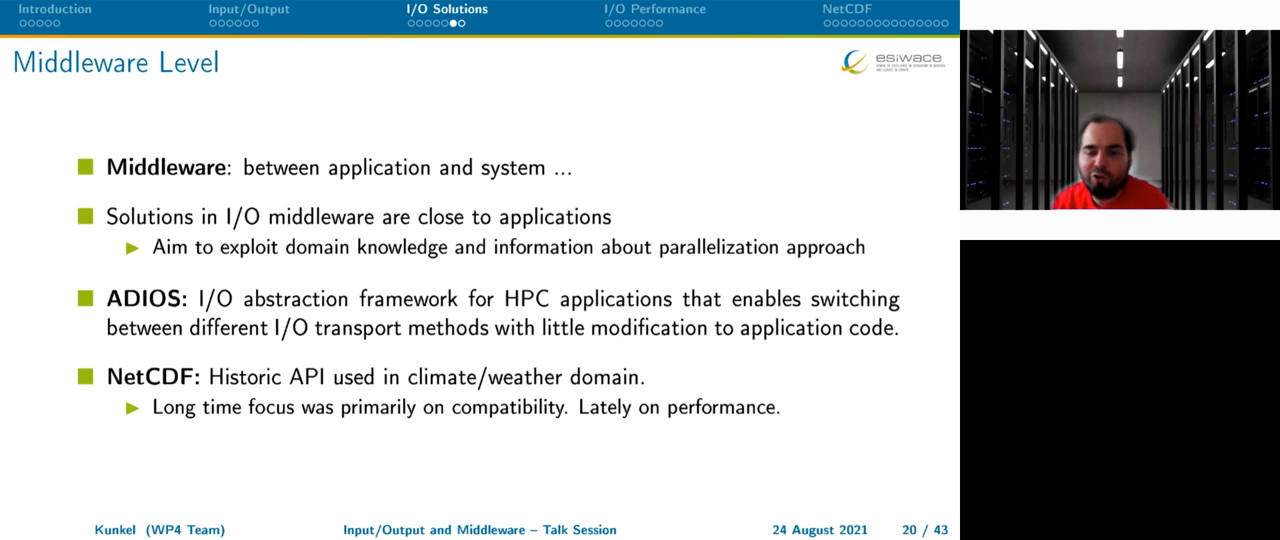 Introduction
Input/Output
I/O Solutions
I/O Performance
NetCDF
Middleware Level
esiwace
Middleware: between application and system ...
Solutions in I/O middleware are close to applications
Aim to exploit domain knowledge and information about parallelization approach
ADIOS: I/O abstraction framework for HPC applications that enables switching
between different I/O transport methods with little modification to application code.
NetCDF: Historic API used in climate/weather domain.
Long time focus was primarily on compatibility. Lately on performance.
Kunkel (WP4 Team)
Input/Output and Middleware – Talk Session
24 August 2021
20 / 43